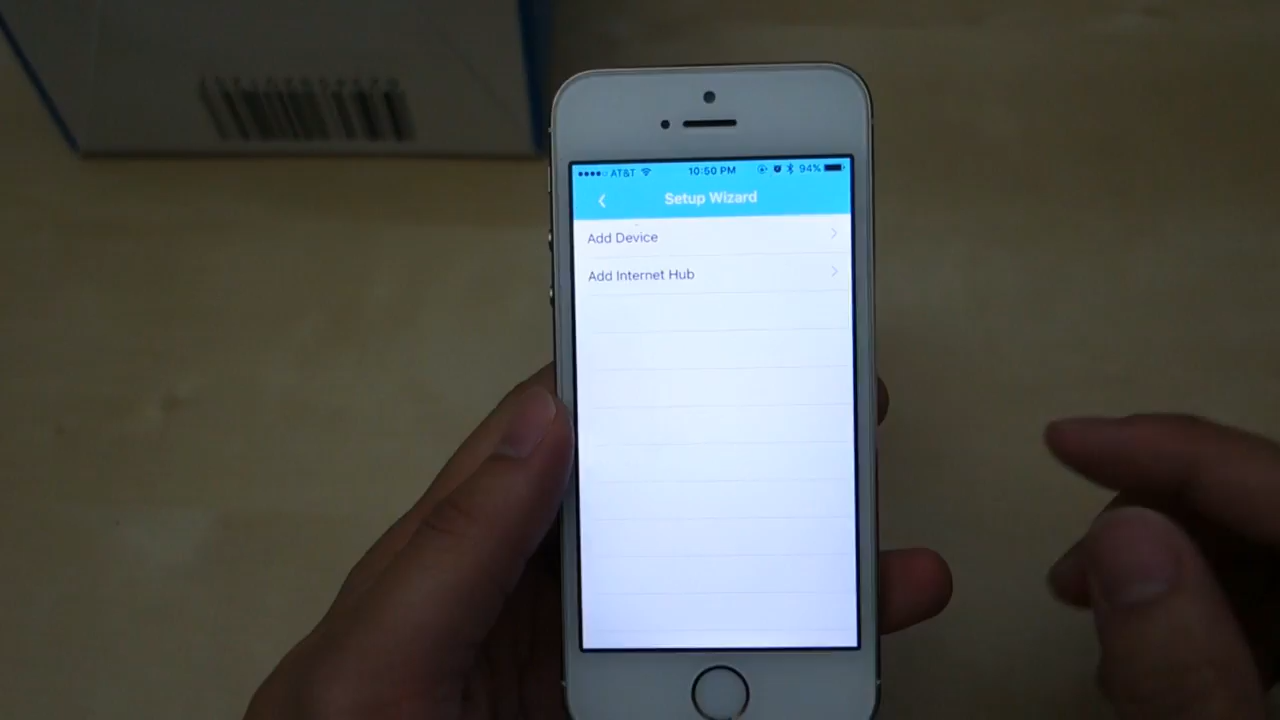 AT&T 10:50 PM 94%
Setup Wizard
Add Device
Add Internet Hub